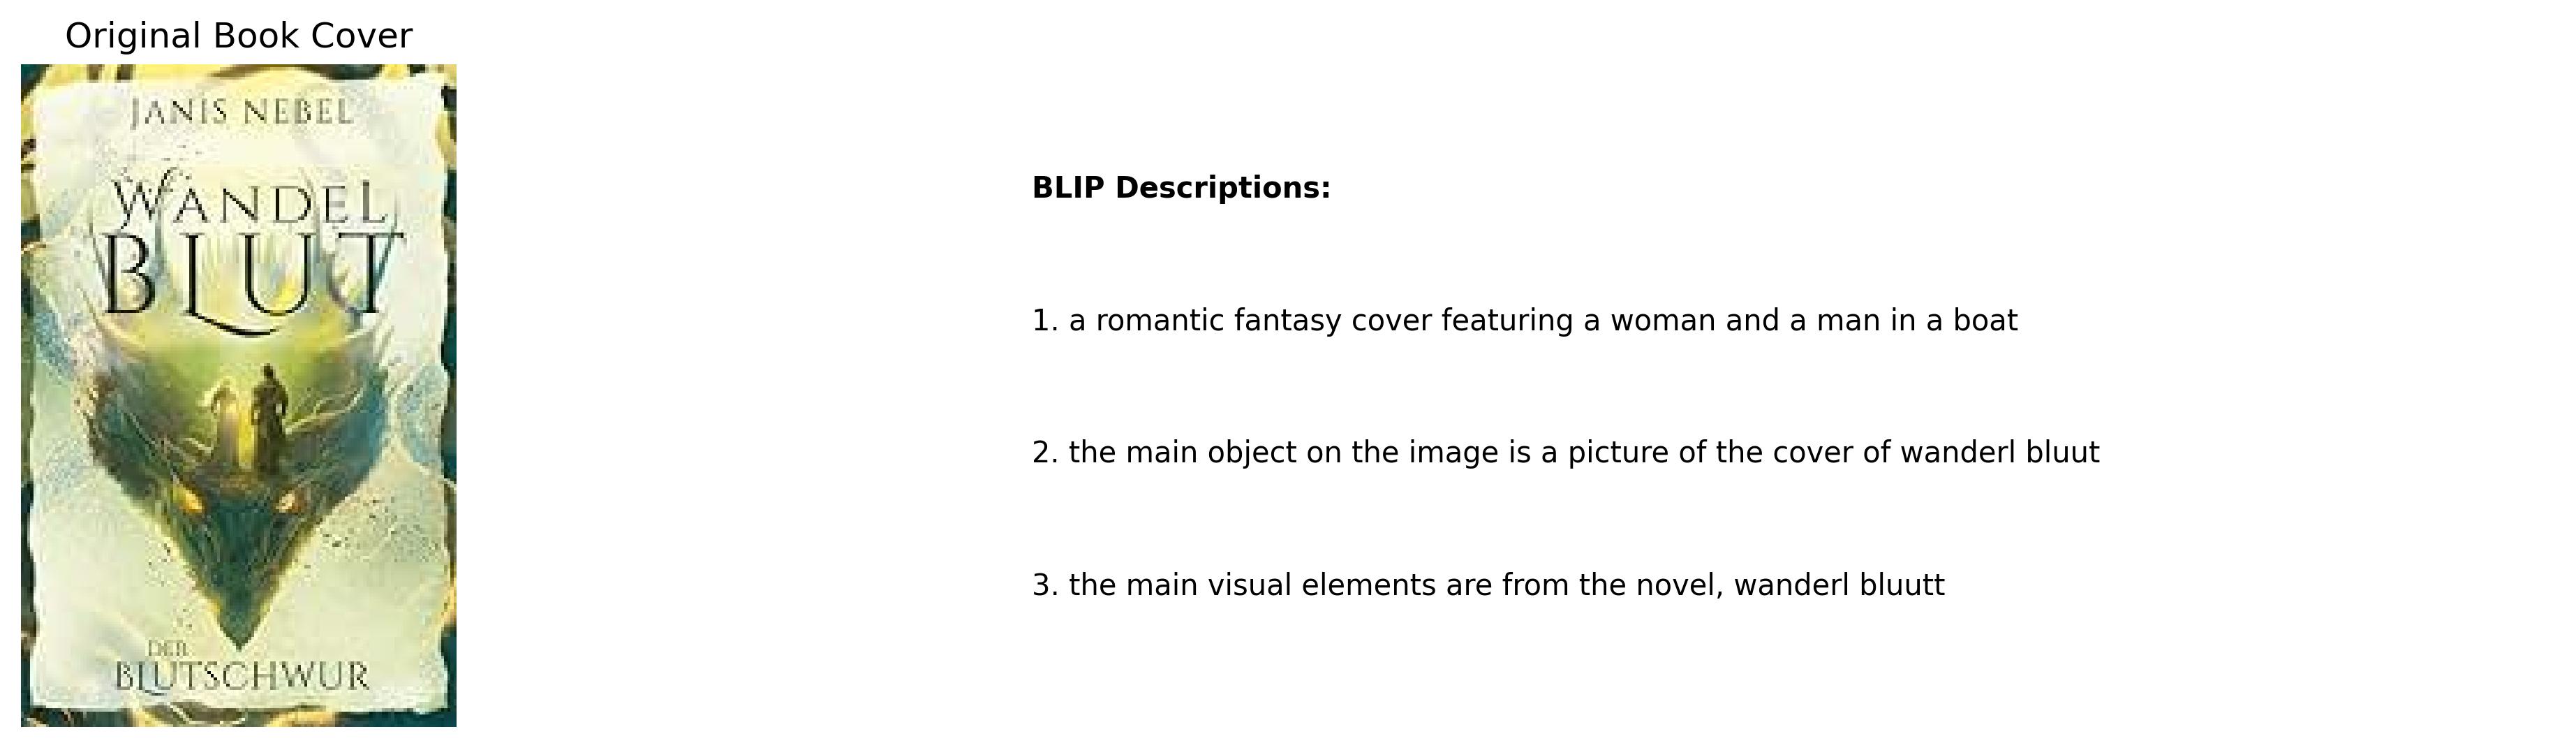 Original Book Cover
JANIS NEBEL
WANDEL
BLUT
DER
BLUTSCHWUR
BLIP Descriptions:
1. a romantic fantasy cover featuring a woman and a man in a boat
2. the main object on the image is a picture of the cover of wanderl bluut
3. the main visual elements are from the novel, wanderl bluutt